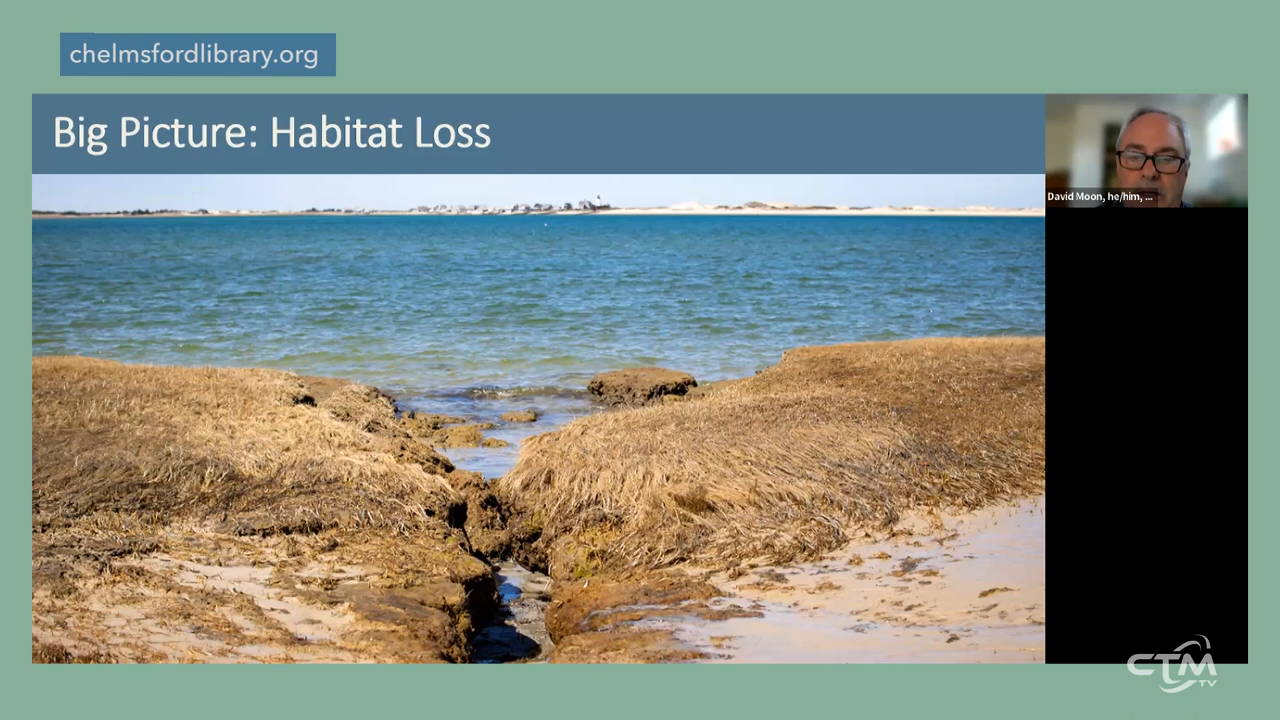 chelmsfordlibrary.org
Big Picture: Habitat Loss
David Moon, he/him, ...
CTM
TV